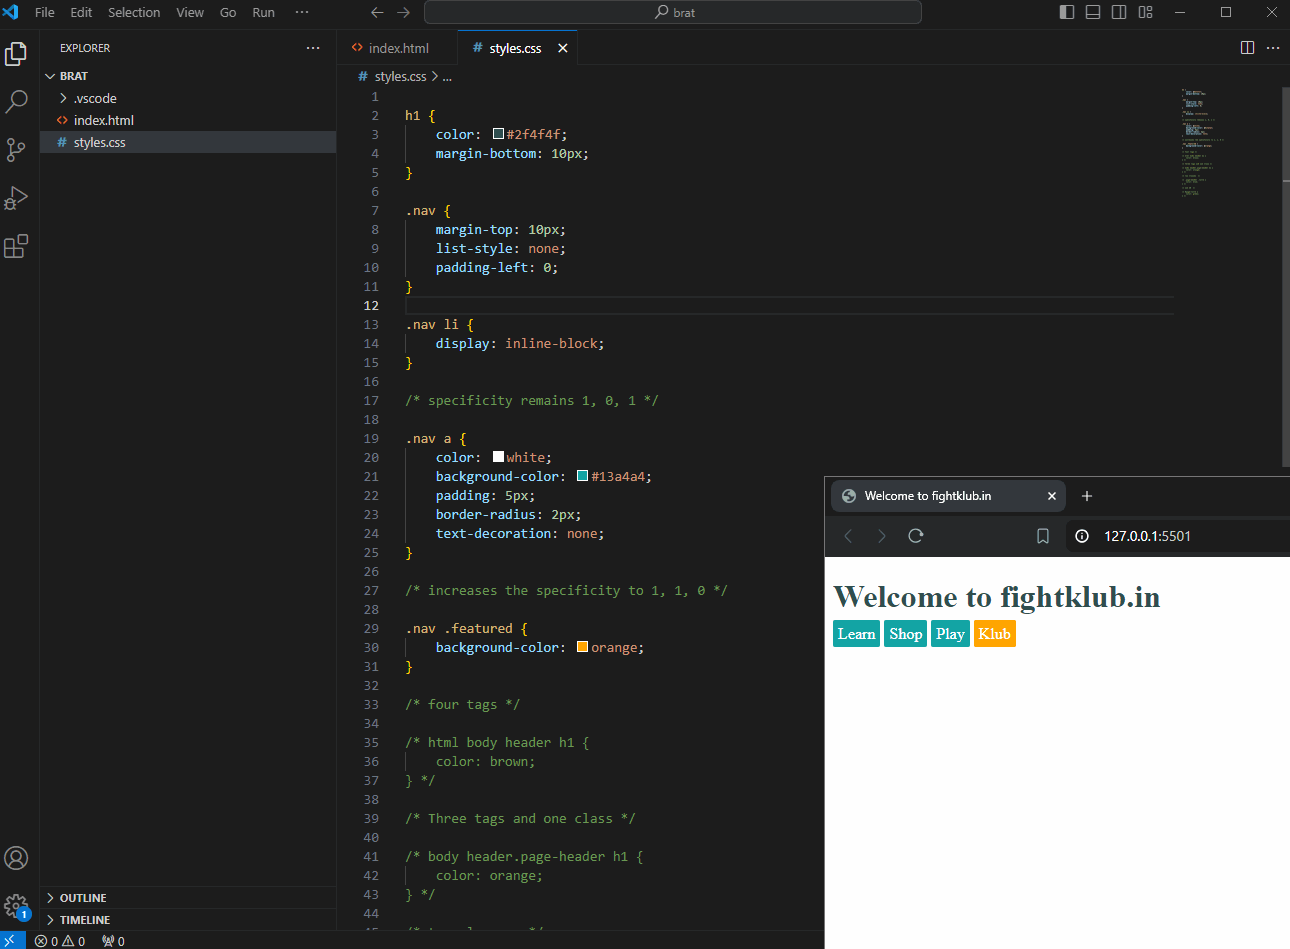 File Edit Selection View Go Run ··· brat
EXPLORER ···
BRAT
.vscode
index.html
styles.css
OUTLINE
TIMELINE
1
0 0 0
index.html
styles.css
styles.css > ...
1
2 h1 {
3 color: #2f4f4f;
4 margin-bottom: 10px;
5 }
6
7 .nav {
8 margin-top: 10px;
9 list-style: none;
10 padding-left: 0;
11 }
12
13 .nav li {
14 display: inline-block;
15 }
16
17 /* specificity remains 1, 0, 1 */
18
19 .nav a {
20 color: white;
21 background-color: #13a4a4;
22 padding: 5px;
23 border-radius: 2px;
24 text-decoration: none;
25 }
26
27 /* increases the specificity to 1, 1, 0 */
28
29 .nav .featured {
30 background-color: orange;
31 }
32
33 /* four tags */
34
35 /* html body header h1 {
36 color: brown;
37 } */
38
39 /* Three tags and one class */
40
41 /* body header.page-header h1 {
42 color: orange;
43 } */
44
Welcome to fightklub.in
127.0.0.1:5501
Welcome to fightklub.in
Learn Shop Play Klub